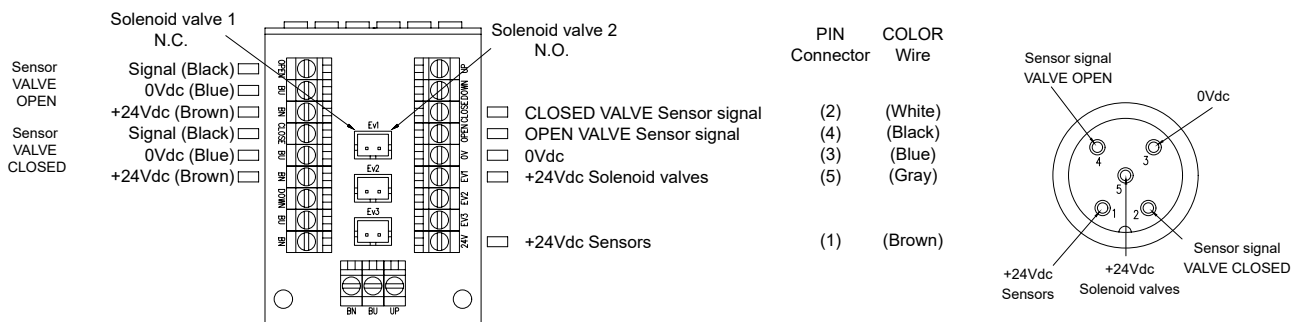 Solenoid valve 1
N.C.
Solenoid valve 2
N.O.
Sensor
VALVE
OPEN
Sensor
VALVE
CLOSED
Signal (Black)
0Vdc (Blue)
+24Vdc (Brown)
Signal (Black)
0Vdc (Blue)
+24Vdc (Brown)
OPEN
BU
BN
CLOSE
BU
BN
DOWN
BU
BN
Ev1
Ev2
Ev3
UP
DOWN
CLOSE
OPEN
0V
EV1
EV2
EV3
24V
BN BU UP
PIN COLOR
Connector Wire
CLOSED VALVE Sensor signal (2) (White)
OPEN VALVE Sensor signal (4) (Black)
0Vdc (3) (Blue)
+24Vdc Solenoid valves (5) (Gray)
+24Vdc Sensors (1) (Brown)
Sensor signal
VALVE OPEN
0Vdc
4 3
5
1 2
+24Vdc
Sensors
+24Vdc
Solenoid valves
Sensor signal
VALVE CLOSED